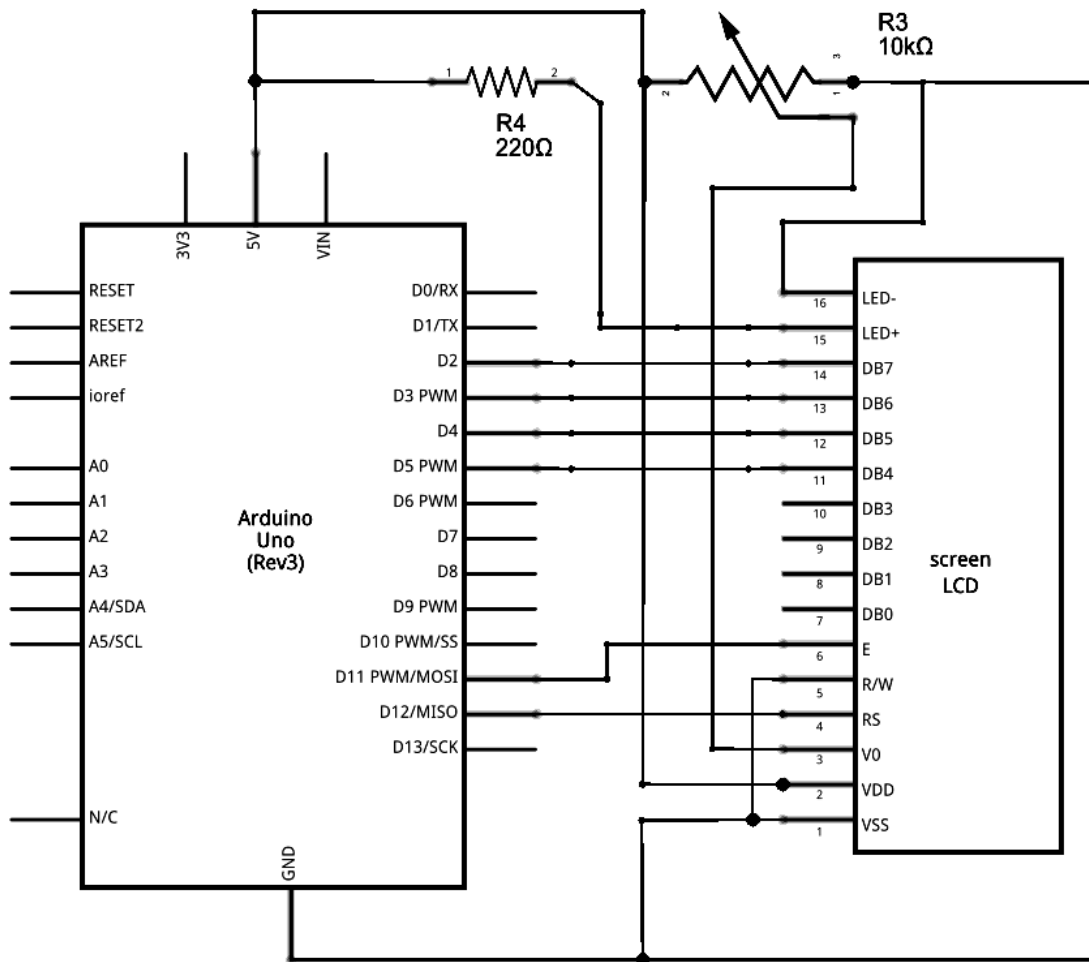 R3
10kΩ
3
1
2
1
2
R4
220Ω
3V3
5V
VIN
RESET
RESET2
AREF
ioref
A0
A1
A2
A3
A4/SDA
A5/SCL
N/C
Arduino
Uno
(Rev3)
GND
D0/RX
D1/TX
D2
D3 PWM
D4
D5 PWM
D6 PWM
D7
D8
D9 PWM
D10 PWM/SS
D11 PWM/MOSI
D12/MISO
D13/SCK
16 LED-
15 LED+
14 DB7
13 DB6
12 DB5
11 DB4
10 DB3
9 DB2
8 DB1
7 DB0
6 E
5 R/W
4 RS
3 V0
2 VDD
1 VSS
screen
LCD